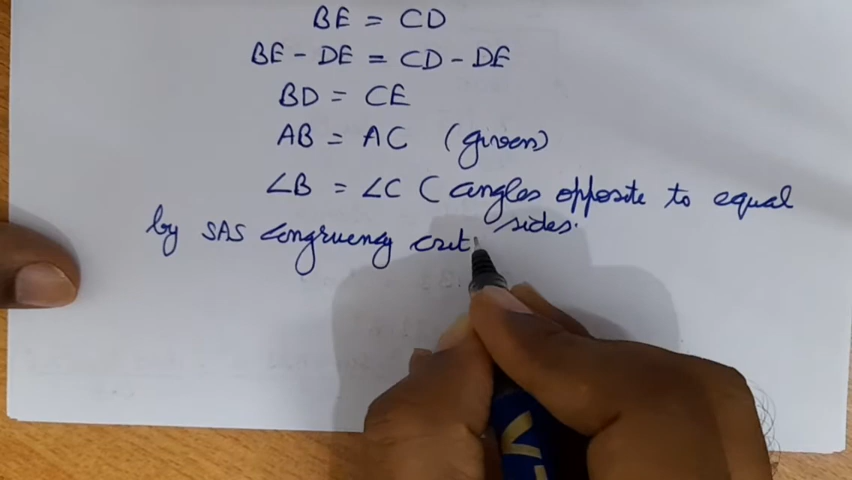 BE = CD
BE - DE = CD - DE
BD = CE
AB = AC (given)
∠B = ∠C (angles opposite to equal
sides.
by SAS congruency crit